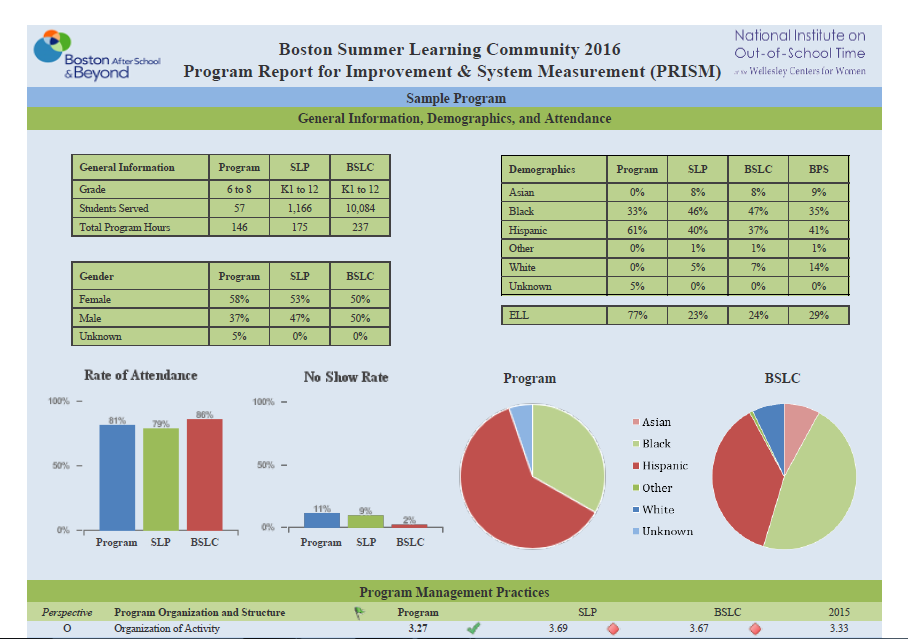 Boston After School
& Beyond
Boston Summer Learning Community 2016
Program Report for Improvement & System Measurement (PRISM)
National Institute on
Out-of-School Time
at the Wellesley Centers for Women
Sample Program
General Information, Demographics, and Attendance
General Information Program SLP BSLC
Grade 6 to 8 K1 to 12 K1 to 12
Students Served 57 1,166 10,084
Total Program Hours 146 175 237
Gender Program SLP BSLC
Female 58% 53% 50%
Male 37% 47% 50%
Unknown 5% 0% 0%
Demographics Program SLP BSLC BPS
Asian 0% 8% 8% 9%
Black 33% 46% 47% 35%
Hispanic 61% 40% 37% 41%
Other 0% 1% 1% 1%
White 0% 5% 7% 14%
Unknown 5% 0% 0% 0%
ELL 77% 23% 24% 29%
Rate of Attendance
100%
50%
0%
81% 79% 86%
Program SLP BSLC
No Show Rate
100%
50%
0%
11% 9% 2%
Program SLP BSLC
Program
Asian
Black
Hispanic
Other
White
Unknown
BSLC
Program Management Practices
Perspective Program Organization and Structure Program SLP BSLC 2015
O Organization of Activity 3.27 3.69 3.67 3.33